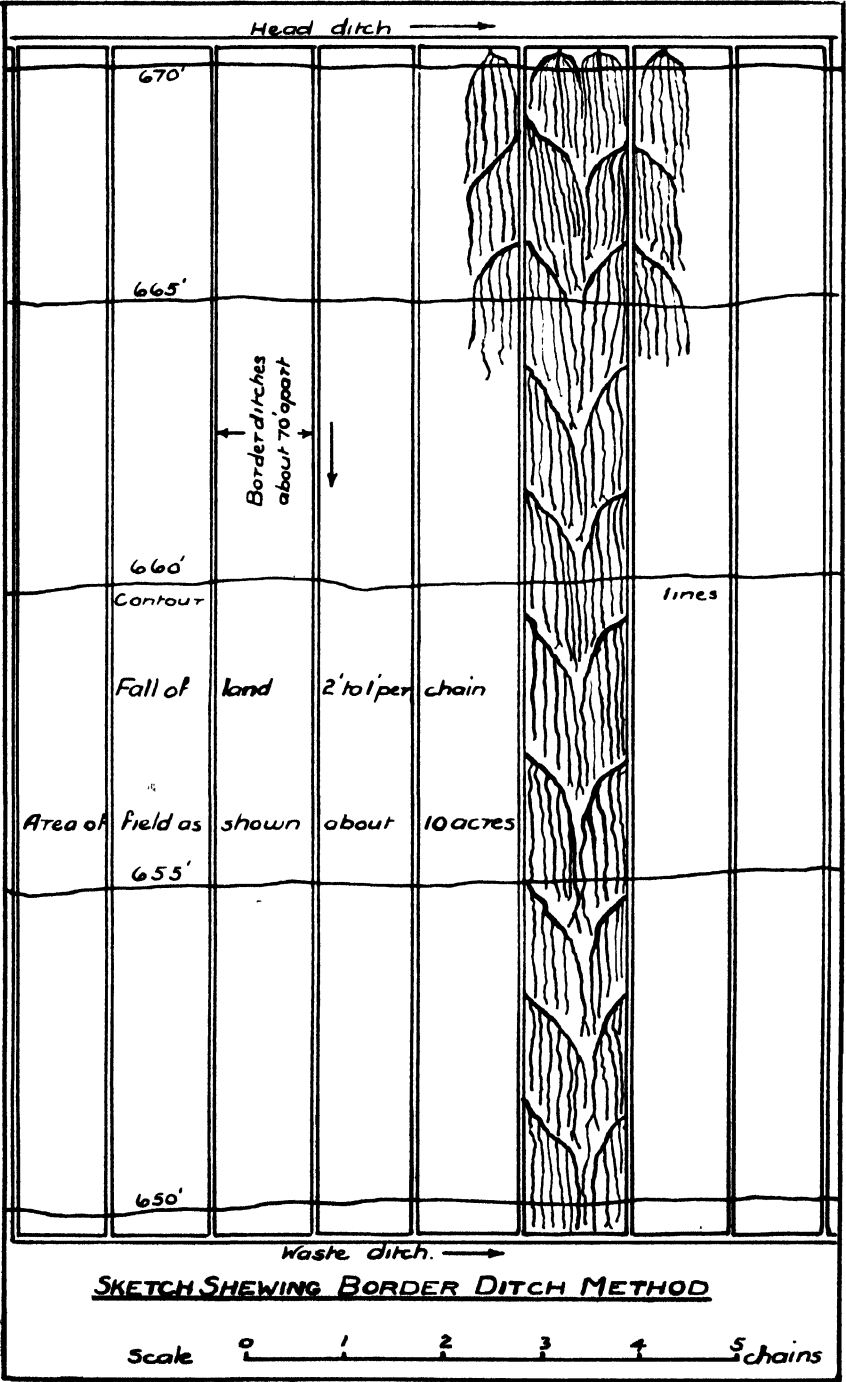 Head ditch
670'
665'
Border ditches
about 70' apart
660'
Contour lines
Fall of land 2' to 1' per chain
Area of field as shown about 10 acres
655'
650'
Waste ditch.
SKETCH SHEWING BORDER DITCH METHOD
Scale 0 1 2 3 4 5 chains